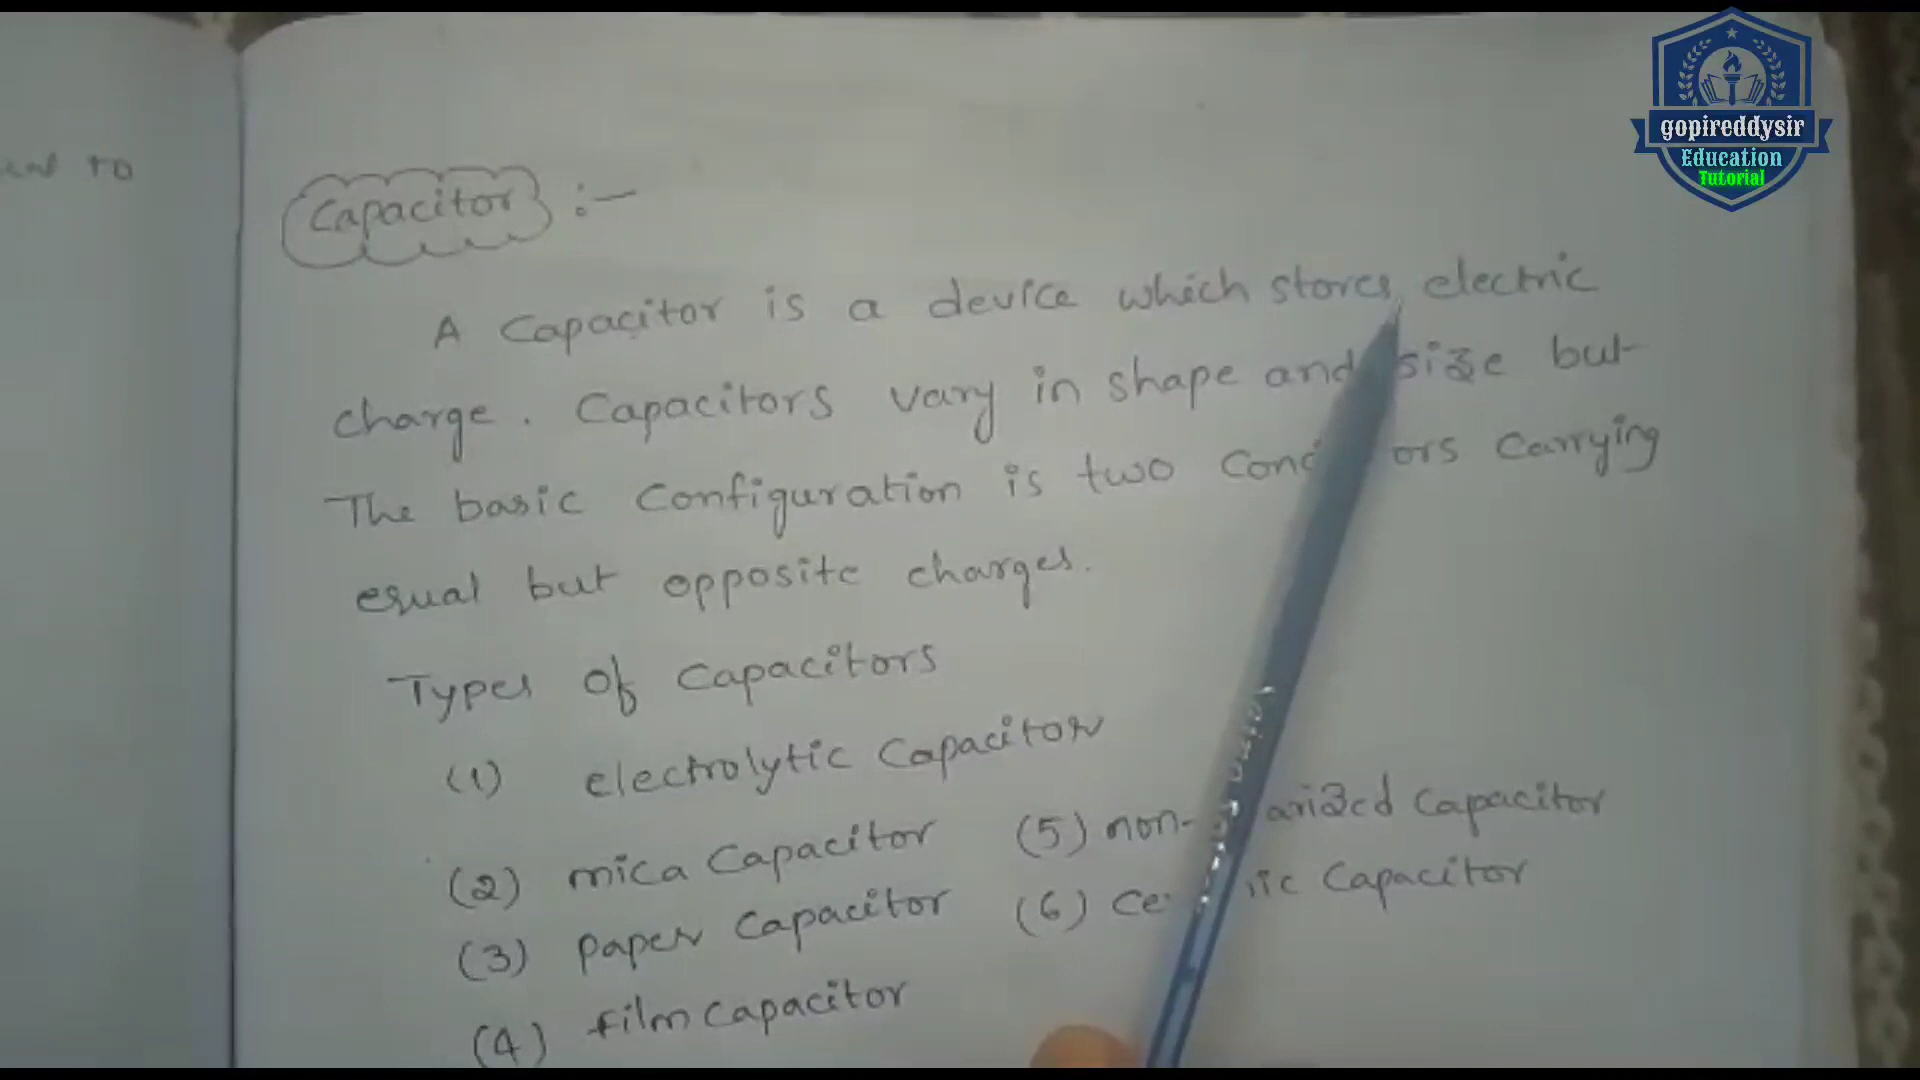 gopireddysir
Education
Tutorial
to
Capacitor :-
A Capacitor is a device which stores electric
charge. Capacitors vary in shape and size but
The basic Configuration is two Cond ors Carrying
equal but opposite charges.
Types of Capacitors
(1) electrolytic Capacitor
(2) mica Capacitor (5) non- arized Capacitor
(3) paper Capacitor (6) Ce ic Capacitor
(4) film Capacitor